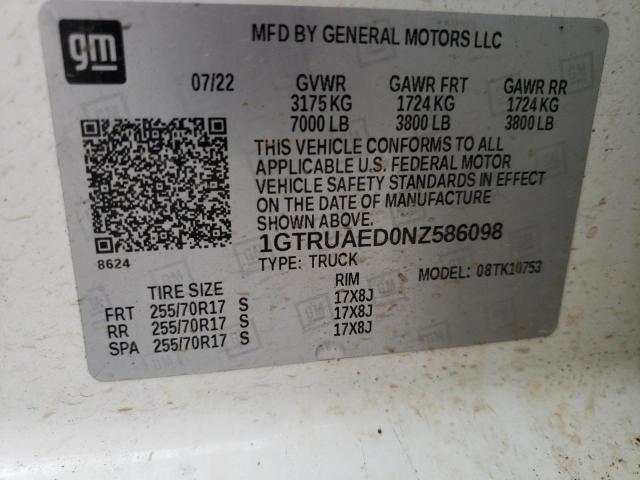 gm
MFD BY GENERAL MOTORS LLC
07/22 GVWR GAWR FRT GAWR RR
3175 KG 1724 KG 1724 KG
7000 LB 3800 LB 3800 LB
THIS VEHICLE CONFORMS TO ALL
APPLICABLE U.S. FEDERAL MOTOR
VEHICLE SAFETY STANDARDS IN EFFECT
ON THE DATE OF MANUFACTURE
SHOWN ABOVE.
1GTRUAED0NZ586098
8624
TYPE: TRUCK MODEL: 08TK10753
TIRE SIZE RIM
FRT 255/70R17 S 17X8J
RR 255/70R17 S 17X8J
SPA 255/70R17 S 17X8J